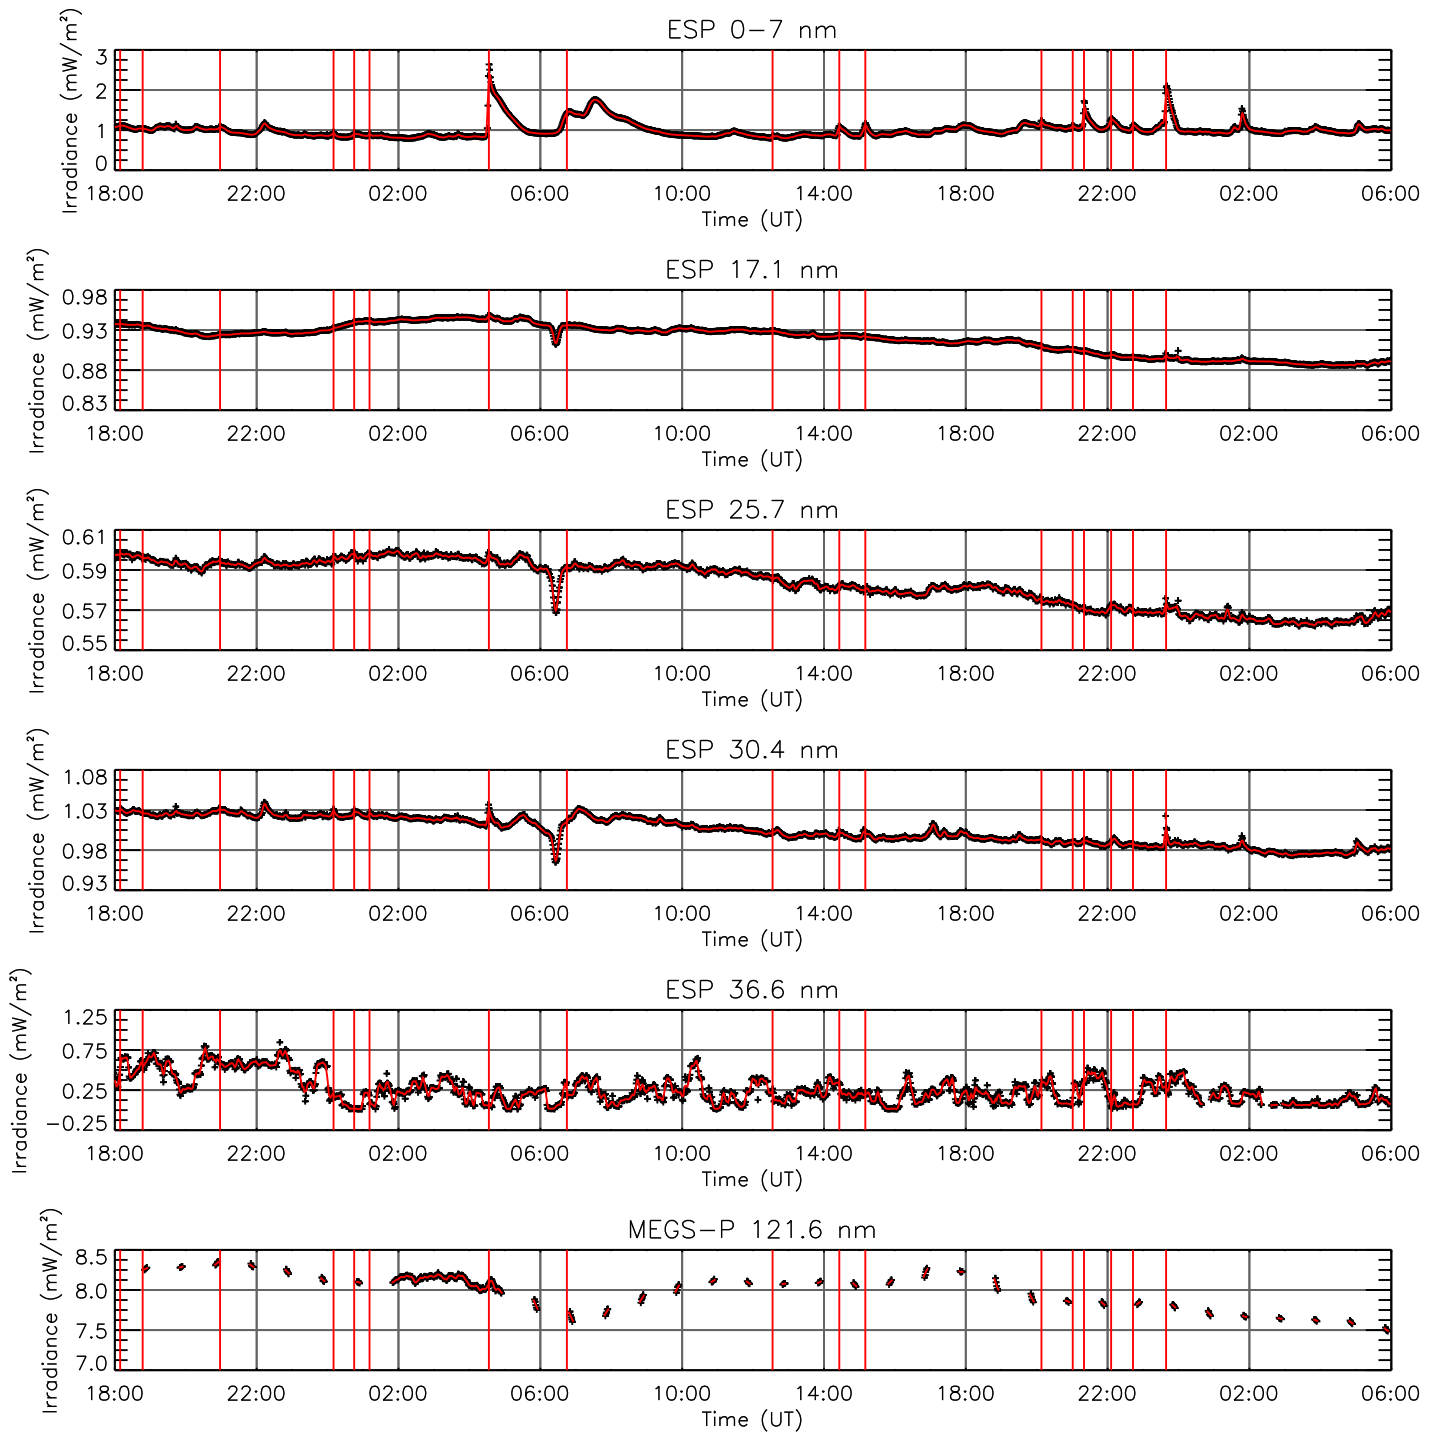 ESP 0-7 nm
Irradiance (mW/m²)
3
2
1
0
18:00 22:00 02:00 06:00 10:00 14:00 18:00 22:00 02:00 06:00
Time (UT)
ESP 17.1 nm
Irradiance (mW/m²)
0.98
0.93
0.88
0.83
18:00 22:00 02:00 06:00 10:00 14:00 18:00 22:00 02:00 06:00
Time (UT)
ESP 25.7 nm
Irradiance (mW/m²)
0.61
0.59
0.57
0.55
18:00 22:00 02:00 06:00 10:00 14:00 18:00 22:00 02:00 06:00
Time (UT)
ESP 30.4 nm
Irradiance (mW/m²)
1.08
1.03
0.98
0.93
18:00 22:00 02:00 06:00 10:00 14:00 18:00 22:00 02:00 06:00
Time (UT)
ESP 36.6 nm
Irradiance (mW/m²)
1.25
0.75
0.25
-0.25
18:00 22:00 02:00 06:00 10:00 14:00 18:00 22:00 02:00 06:00
Time (UT)
MEGS-P 121.6 nm
Irradiance (mW/m²)
8.5
8.0
7.5
7.0
18:00 22:00 02:00 06:00 10:00 14:00 18:00 22:00 02:00 06:00
Time (UT)